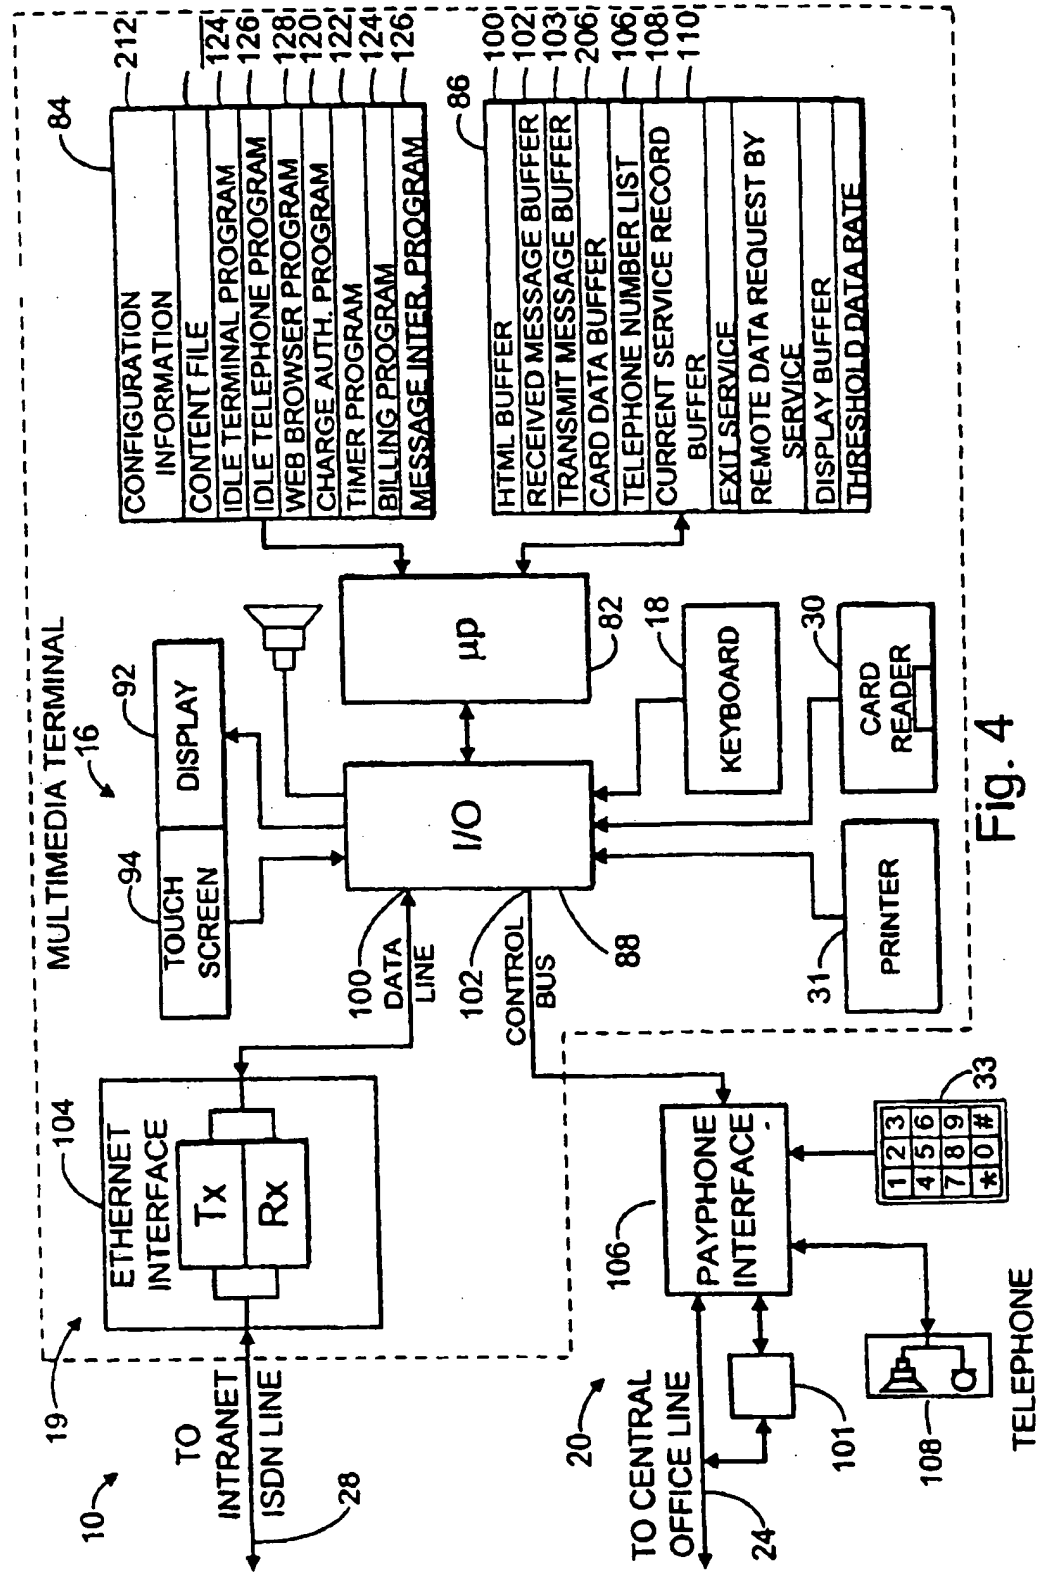 MULTIMEDIA TERMINAL
16
10
19
104
ETHERNET
INTERFACE
Tx
Rx
TO
INTRANET
ISDN LINE
28
94
TOUCH
SCREEN
92
DISPLAY
100
DATA
LINE
102
CONTROL
BUS
I/O
88
µp
82
18
KEYBOARD
30
CARD
READER
31
PRINTER
84
CONFIGURATION
INFORMATION
CONTENT FILE
IDLE TERMINAL PROGRAM
IDLE TELEPHONE PROGRAM
WEB BROWSER PROGRAM
CHARGE AUTH. PROGRAM
TIMER PROGRAM
BILLING PROGRAM
MESSAGE INTER. PROGRAM
212
124
126
128
120
122
124
126
86
HTML BUFFER
RECEIVED MESSAGE BUFFER
TRANSMIT MESSAGE BUFFER
CARD DATA BUFFER
TELEPHONE NUMBER LIST
CURRENT SERVICE RECORD
BUFFER
EXIT SERVICE
REMOTE DATA REQUEST BY
SERVICE
DISPLAY BUFFER
THRESHOLD DATA RATE
100
102
103
206
106
108
110
20
TO CENTRAL
OFFICE LINE
24
106
PAYPHONE
INTERFACE
101
108
TELEPHONE
33
1 2 3
4 5 6
7 8 9
* 0 #
Fig. 4